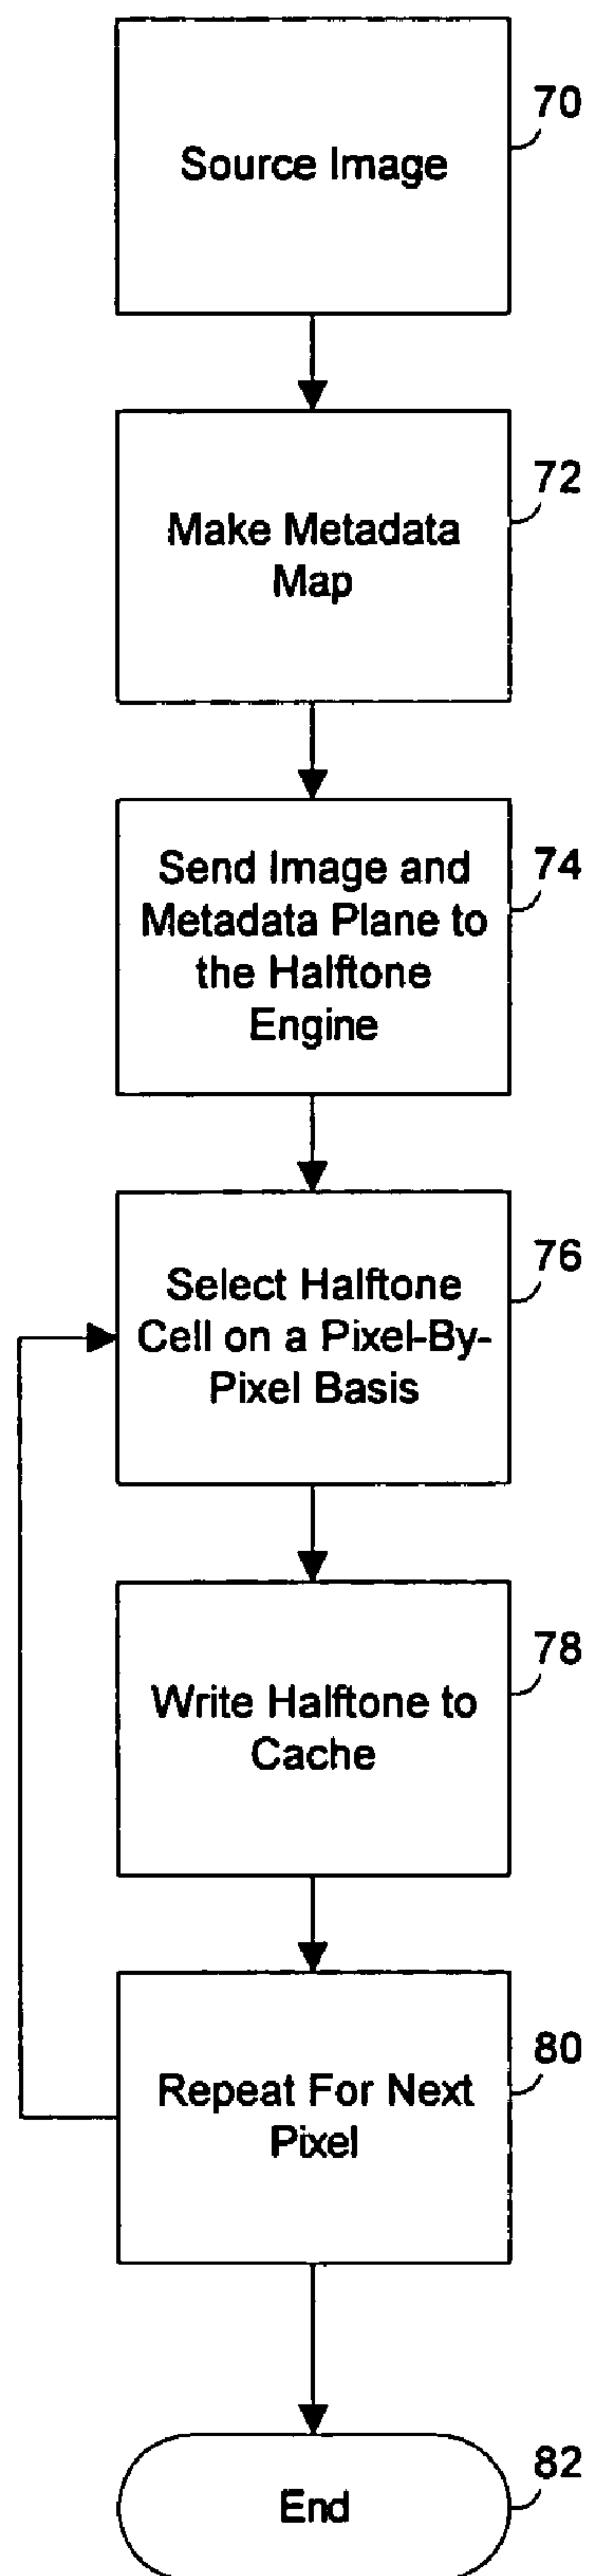 70
Source Image
72
Make Metadata
Map
74
Send Image and
Metadata Plane to
the Halftone
Engine
76
Select Halftone
Cell on a Pixel-By-
Pixel Basis
78
Write Halftone to
Cache
80
Repeat For Next
Pixel
82
End